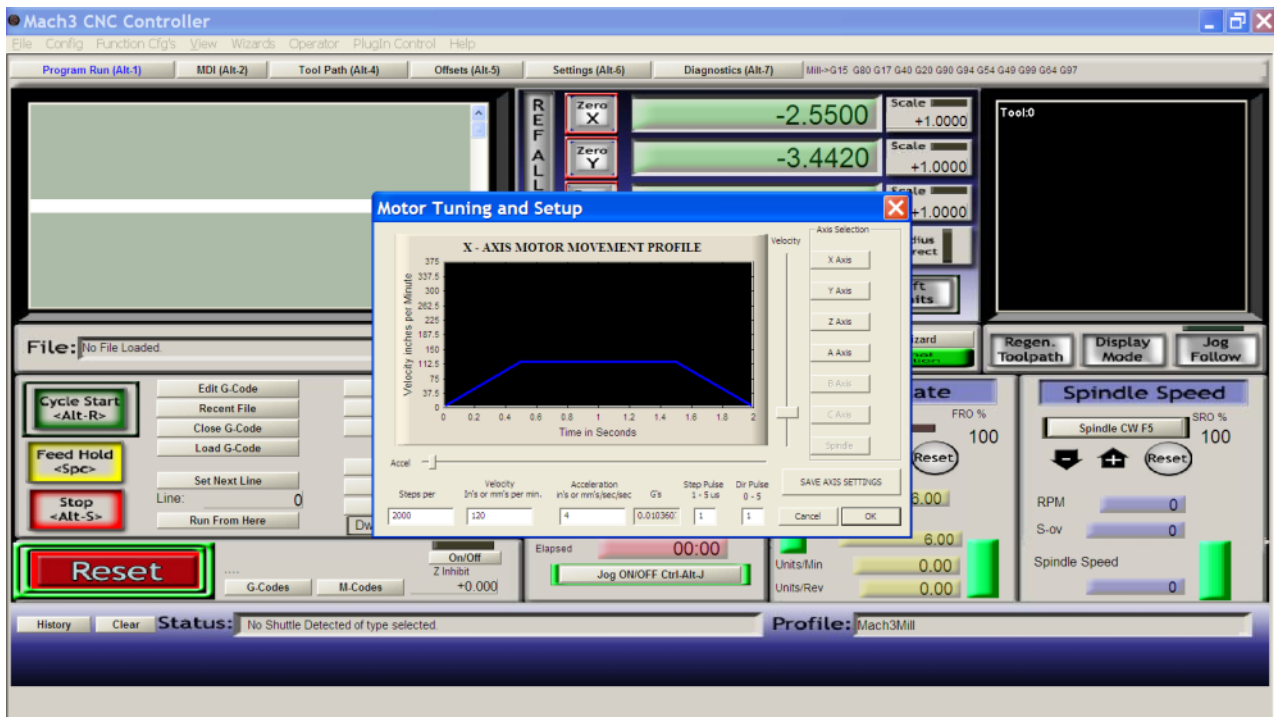 Mach3 CNC Controller
File Config Function Cfg's View Wizards Operator PlugIn Control Help
Program Run (Alt-1) MDI (Alt-2) Tool Path (Alt-4) Offsets (Alt-5) Settings (Alt-6) Diagnostics (Alt-7) Mill->G15 G80 G17 G40 G20 G90 G94 G54 G49 G99 G64 G97
REF ALL
Zero X -2.5500 Scale +1.0000
Zero Y -3.4420 Scale +1.0000
Scale +1.0000
Tool:0
Motor Tuning and Setup
X - AXIS MOTOR MOVEMENT PROFILE
Velocity inches per Minute
375
337.5
300
262.5
225
187.5
150
112.5
75
37.5
0
0 0.2 0.4 0.6 0.8 1 1.2 1.4 1.6 1.8 2
Time in Seconds
Velocity
Axis Selection
X Axis
Y Axis
Z Axis
A Axis
B Axis
C Axis
Spindle
Accel
SAVE AXIS SETTINGS
Steps per
Velocity In's or mm's per min.
Acceleration in's or mm's/sec/sec
G's
Step Pulse 1 - 5 us
Dir Pulse 0 - 5
2000 120 4 0.010360 1 1
Cancel OK
File: No File Loaded.
Regen. Toolpath
Display Mode
Jog Follow
Cycle Start <Alt-R>
Feed Hold <Spc>
Stop <Alt-S>
Edit G-Code
Recent File
Close G-Code
Load G-Code
Set Next Line
Line: 0
Run From Here
FRO %
100
Reset
6.00
6.00
Units/Min 0.00
Units/Rev 0.00
Spindle Speed
Spindle CW F5
SRO %
100
Reset
RPM 0
S-ov 0
Spindle Speed
0
Reset
....
G-Codes M-Codes
On/Off
Z Inhibit
+0.000
Elapsed 00:00
Jog ON/OFF Ctrl-Alt-J
History Clear Status: No Shuttle Detected of type selected.
Profile: Mach3Mill